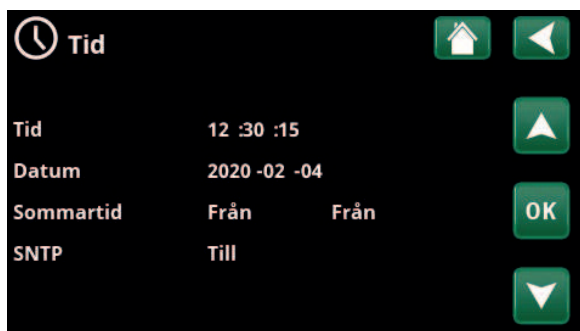 Tid
Tid 12 :30 :15
Datum 2020 -02 -04
Sommartid Från Från
OK
SNTP Till